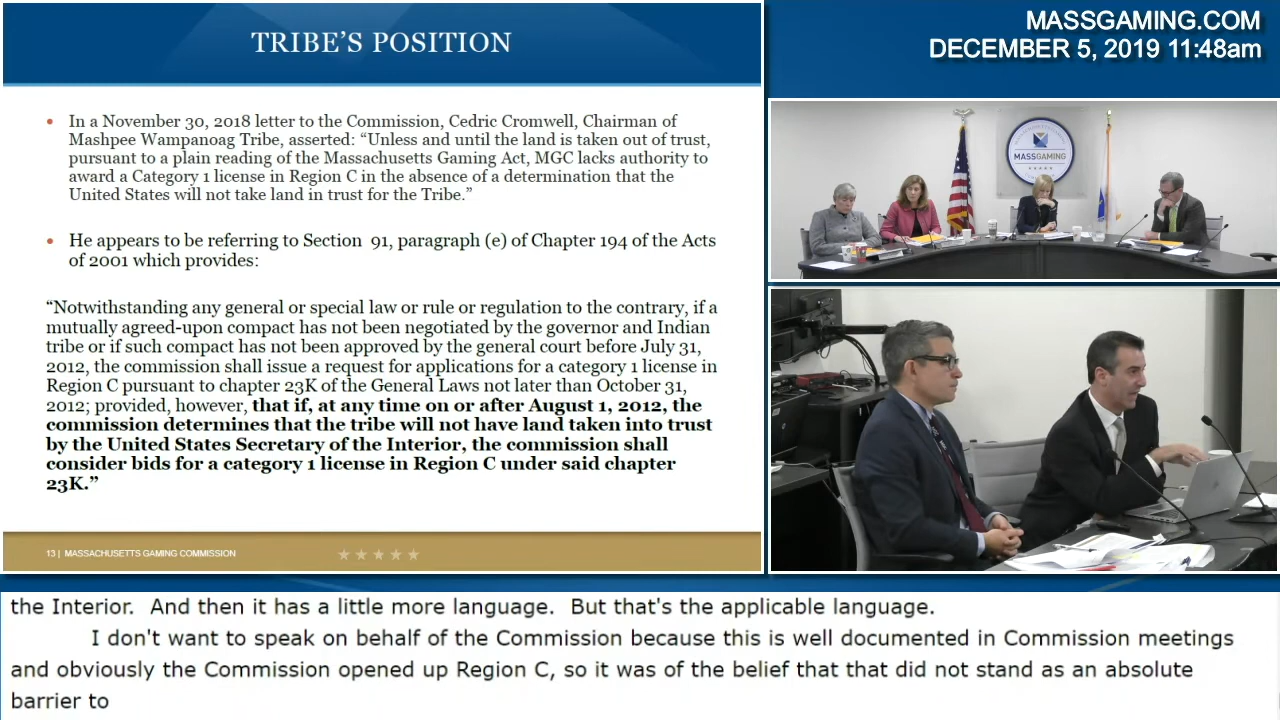 TRIBE'S POSITION
• In a November 30, 2018 letter to the Commission, Cedric Cromwell, Chairman of
Mashpee Wampanoag Tribe, asserted: “Unless and until the land is taken out of trust,
pursuant to a plain reading of the Massachusetts Gaming Act, MGC lacks authority to
award a Category 1 license in Region C in the absence of a determination that the
United States will not take land in trust for the Tribe.”
• He appears to be referring to Section 91, paragraph (e) of Chapter 194 of the Acts
of 2001 which provides:
“Notwithstanding any general or special law or rule or regulation to the contrary, if a
mutually agreed-upon compact has not been negotiated by the governor and Indian
tribe or if such compact has not been approved by the general court before July 31,
2012, the commission shall issue a request for applications for a category 1 license in
Region C pursuant to chapter 23K of the General Laws not later than October 31,
2012; provided, however, that if, at any time on or after August 1, 2012, the
commission determines that the tribe will not have land taken into trust
by the United States Secretary of the Interior, the commission shall
consider bids for a category 1 license in Region C under said chapter
23K.”
13 | MASSACHUSETTS GAMING COMMISSION
MASSGAMING.COM
DECEMBER 5, 2019 11:48am
MASSGAMING
the Interior. And then it has a little more language. But that's the applicable language.
I don't want to speak on behalf of the Commission because this is well documented in Commission meetings
and obviously the Commission opened up Region C, so it was of the belief that that did not stand as an absolute
barrier to